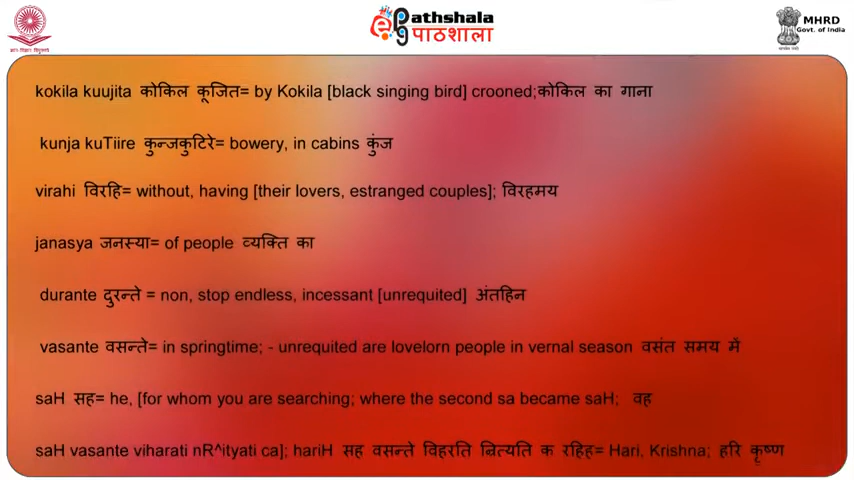 Pathshala
पाठशाला
MHRD
Govt. of India
kokila kuujita कोकिल कूजित= by Kokila [black singing bird] crooned;कोकिल का गाना
kunja kuTiire कुन्जकुटिरे= bowery, in cabins कुंज
virahi विरहि= without, having [their lovers, estranged couples]; विरहमय
janasya जनस्या= of people व्यक्ति का
durante दुरन्ते = non, stop endless, incessant [unrequited] अंतहिन
vasante वसन्ते= in springtime; - unrequited are lovelorn people in vernal season वसंत समय में
saH सह= he, [for whom you are searching; where the second sa became saH; वह
saH vasante viharati nR^ityati ca]; hariH सह वसन्ते विहरति ब्रित्यति क रहिह= Hari, Krishna; हरि कृष्ण